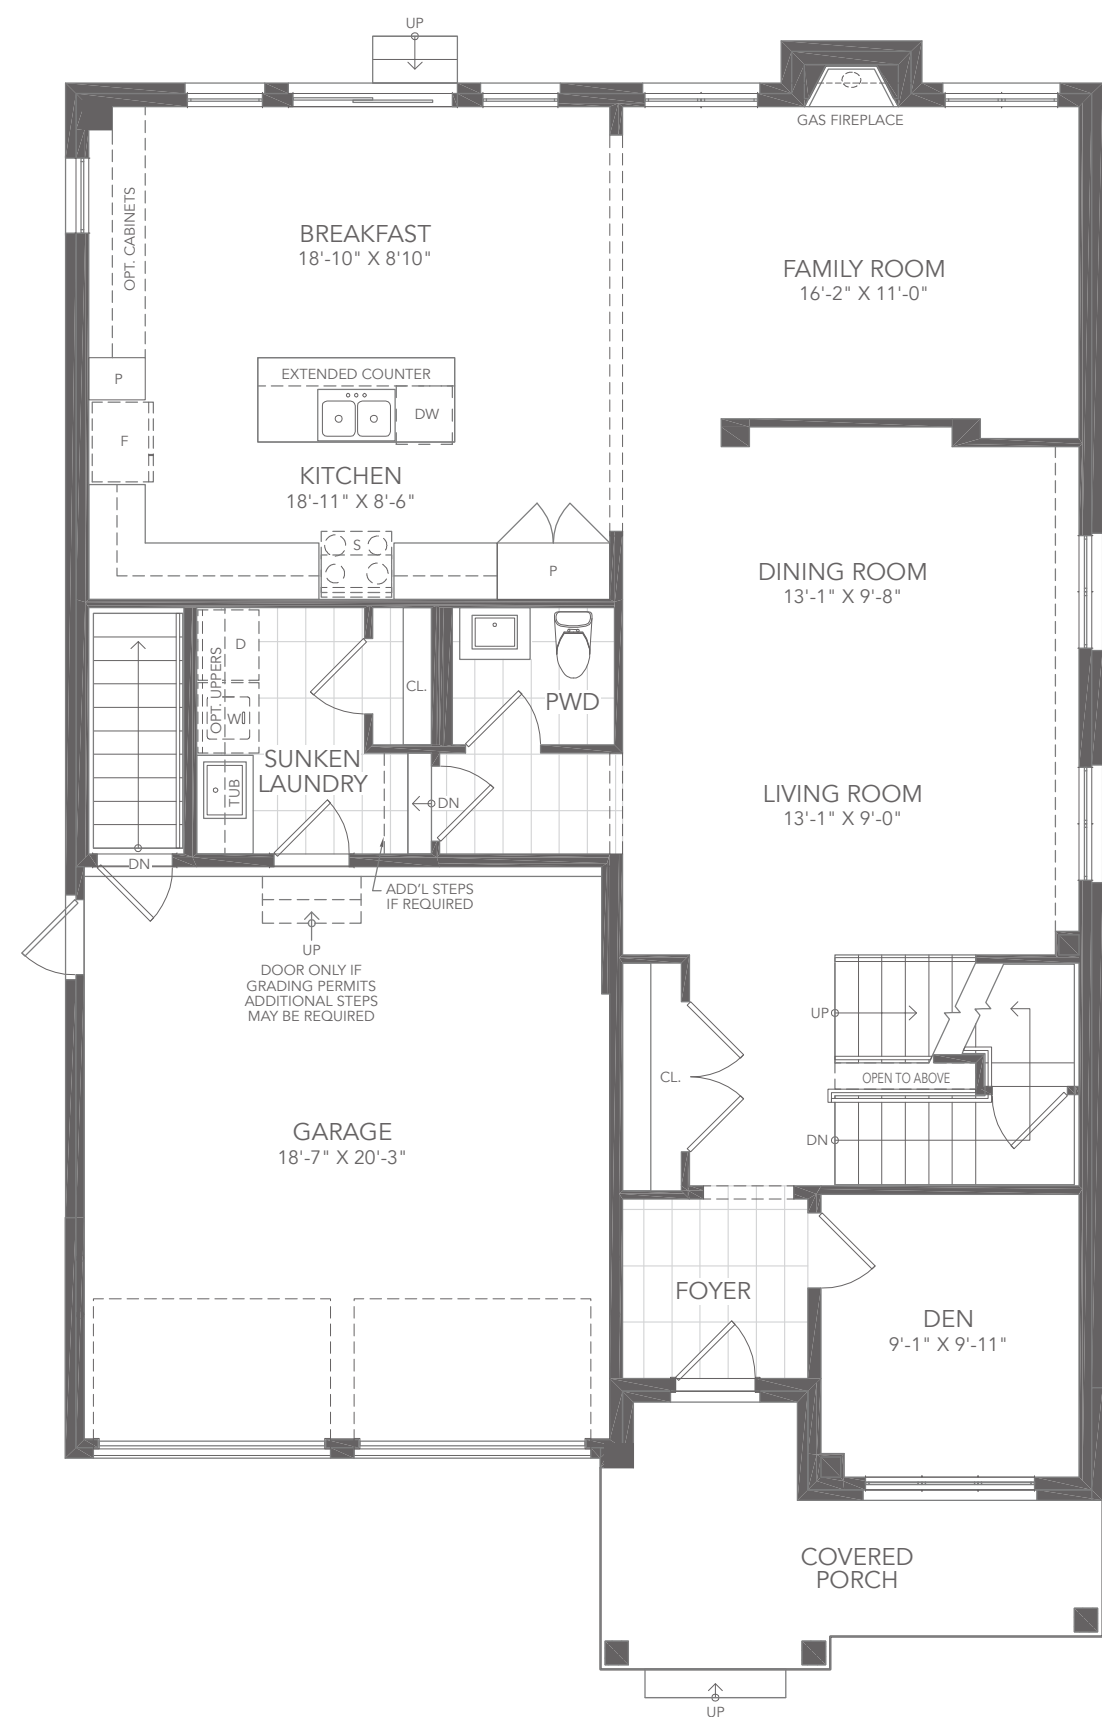 UP
GAS FIREPLACE
OPT. CABINETS
BREAKFAST
18'-10" X 8'10"
FAMILY ROOM
16'-2" X 11'-0"
P
EXTENDED COUNTER
DW
F
KITCHEN
18'-11" X 8'-6"
S
P
DINING ROOM
13'-1" X 9'-8"
D
OPT. UPPERS
W
CL.
PWD
SUNKEN
LAUNDRY
TUB
DN
LIVING ROOM
13'-1" X 9'-0"
DN
ADD'L STEPS
IF REQUIRED
UP
DOOR ONLY IF
GRADING PERMITS
ADDITIONAL STEPS
MAY BE REQUIRED
UP
CL.
OPEN TO ABOVE
DN
GARAGE
18'-7" X 20'-3"
FOYER
DEN
9'-1" X 9'-11"
COVERED
PORCH
UP